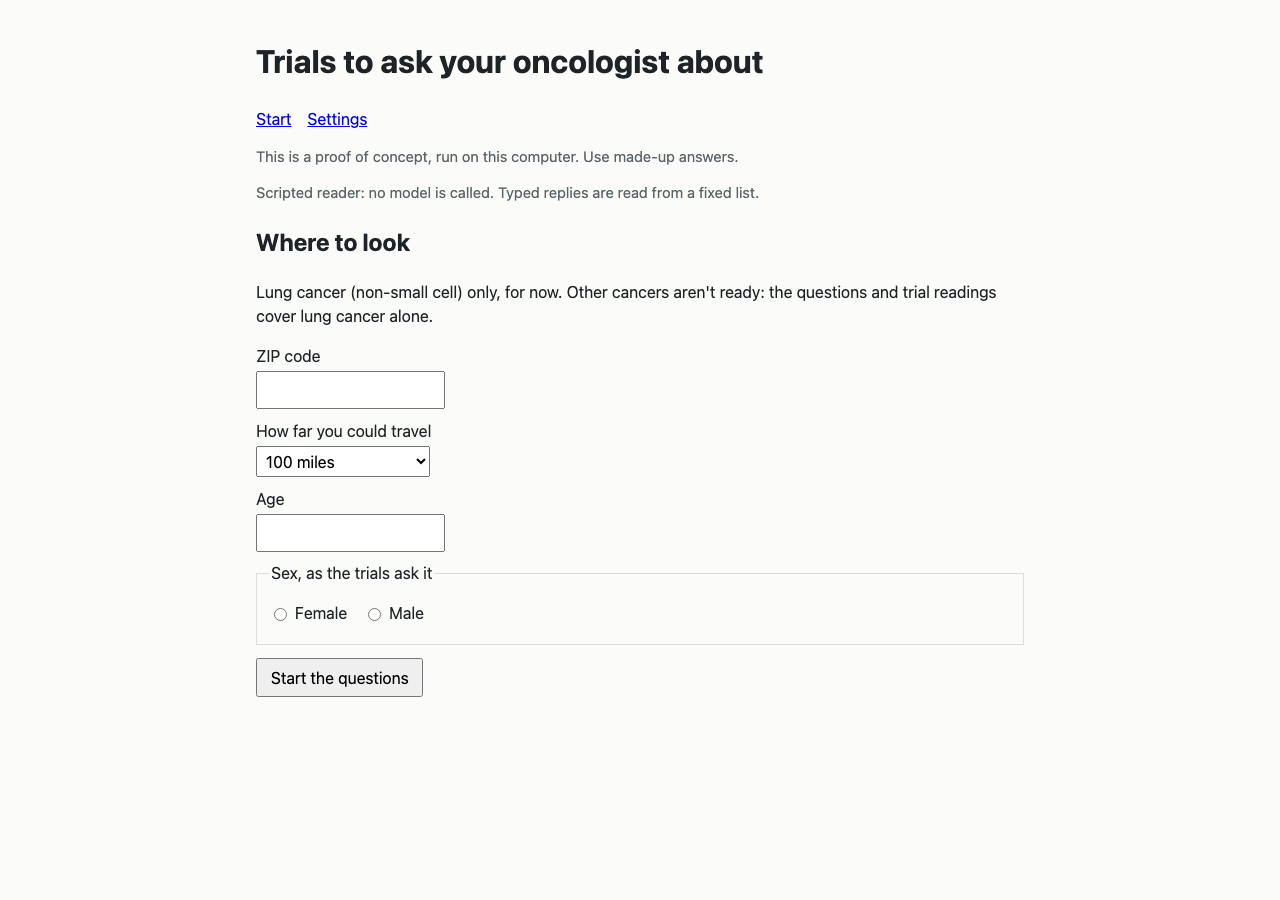 Trials to ask your oncologist about
Start Settings
This is a proof of concept, run on this computer. Use made-up answers.
Scripted reader: no model is called. Typed replies are read from a fixed list.
Where to look
Lung cancer (non-small cell) only, for now. Other cancers aren't ready: the questions and trial readings
cover lung cancer alone.
ZIP code
How far you could travel
100 miles
Age
Sex, as the trials ask it
Female Male
Start the questions